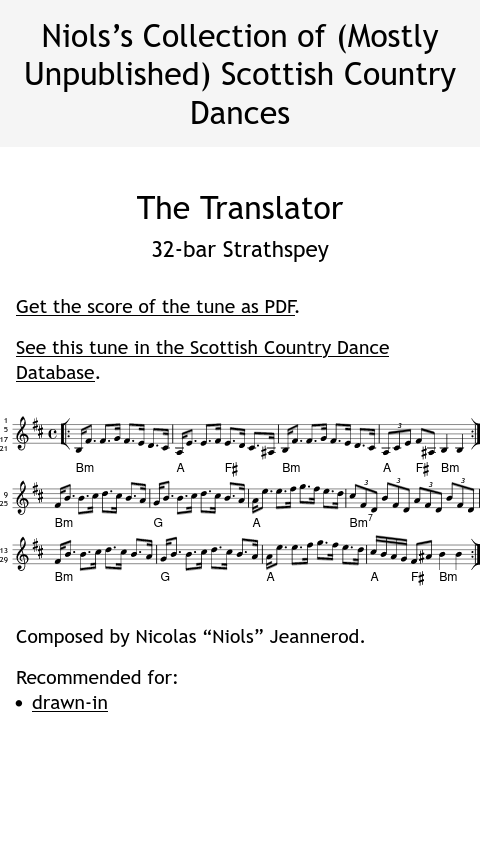 Niols’s Collection of (Mostly
Unpublished) Scottish Country
Dances
The Translator
32-bar Strathspey
Get the score of the tune as PDF.
See this tune in the Scottish Country Dance
Database.
1
5
17
21
3
Bm A F♯ Bm A F♯ Bm
9
25
3 3 3 3
Bm G A Bm7
13
29
Bm G A A F♯ Bm
Composed by Nicolas “Niols” Jeannerod.
Recommended for:
• drawn-in